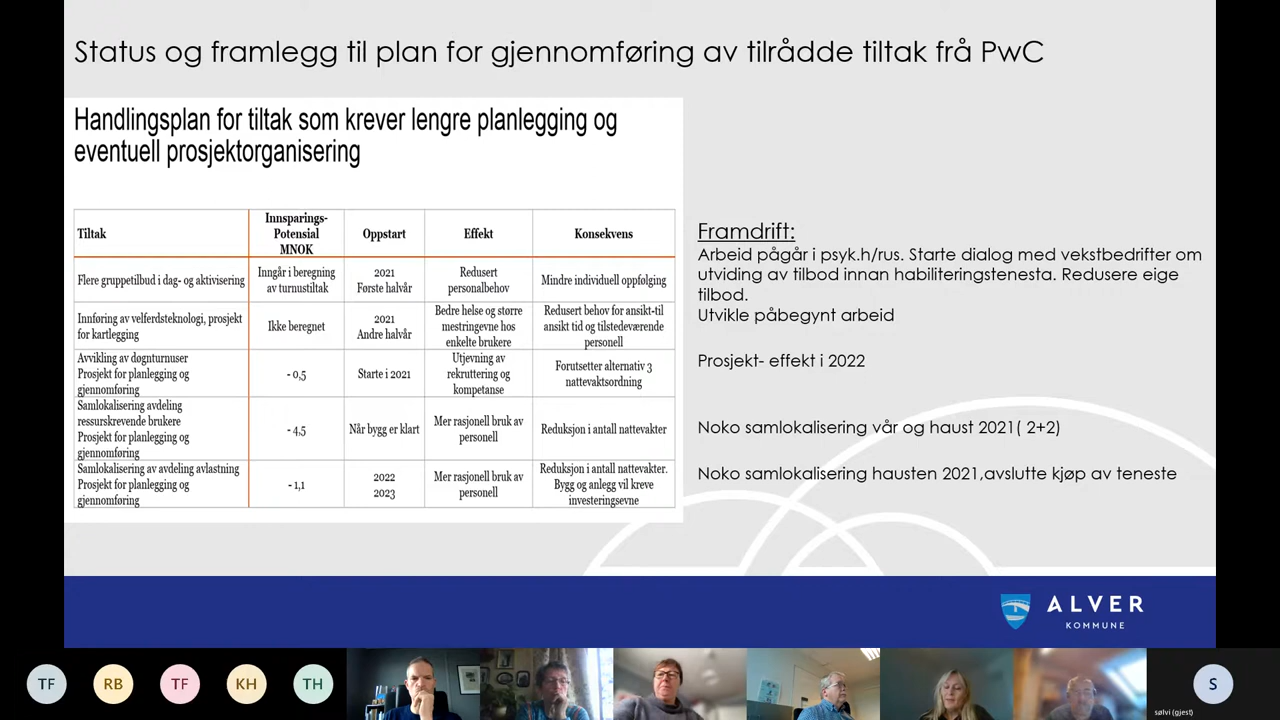 Status og framlegg til plan for gjennomføring av tilrådde tiltak frå PwC
Handlingsplan for tiltak som krever lengre planlegging og
eventuell prosjektorganisering
Tiltak
Innsparings-
Potensial
MNOK
Oppstart
Effekt
Konsekvens
Flere gruppetilbud i dag- og aktivisering
Inngår i beregning
av turnustiltak
2021
Første halvår
Redusert
personalbehov
Mindre individuell oppfølging
Innføring av velferdsteknologi, prosjekt
for kartlegging
Ikke beregnet
2021
Andre halvår
Bedre helse og større
mestringevne hos
enkelte brukere
Redusert behov for ansikt-til
ansikt tid og tilstedeværende
personell
Avvikling av døgnturnuser
Prosjekt for planlegging og
gjennomføring
- 0,5
Starte i 2021
Utjevning av
rekruttering og
kompetanse
Forutsetter alternativ 3
nattevaktsordning
Samlokalisering avdeling
ressurskrevende brukere
Prosjekt for planlegging og
gjennomføring
- 4,5
Når bygg er klart
Mer rasjonell bruk av
personell
Reduksjon i antall nattevakter
Samlokalisering av avdeling avlastning
Prosjekt for planlegging og
gjennomføring
- 1,1
2022
2023
Mer rasjonell bruk av
personell
Reduksjon i antall nattevakter.
Bygg og anlegg vil kreve
investeringsevne
Framdrift:
Arbeid pågår i psyk.h/rus. Starte dialog med vekstbedrifter om
utviding av tilbod innan habiliteringstenesta. Redusere eige
tilbod.
Utvikle påbegynt arbeid
Prosjekt- effekt i 2022
Noko samlokalisering vår og haust 2021( 2+2)
Noko samlokalisering hausten 2021,avslutte kjøp av teneste
ALVER
KOMMUNE
TF
RB
TF
KH
TH
S
sølvi (gjest)